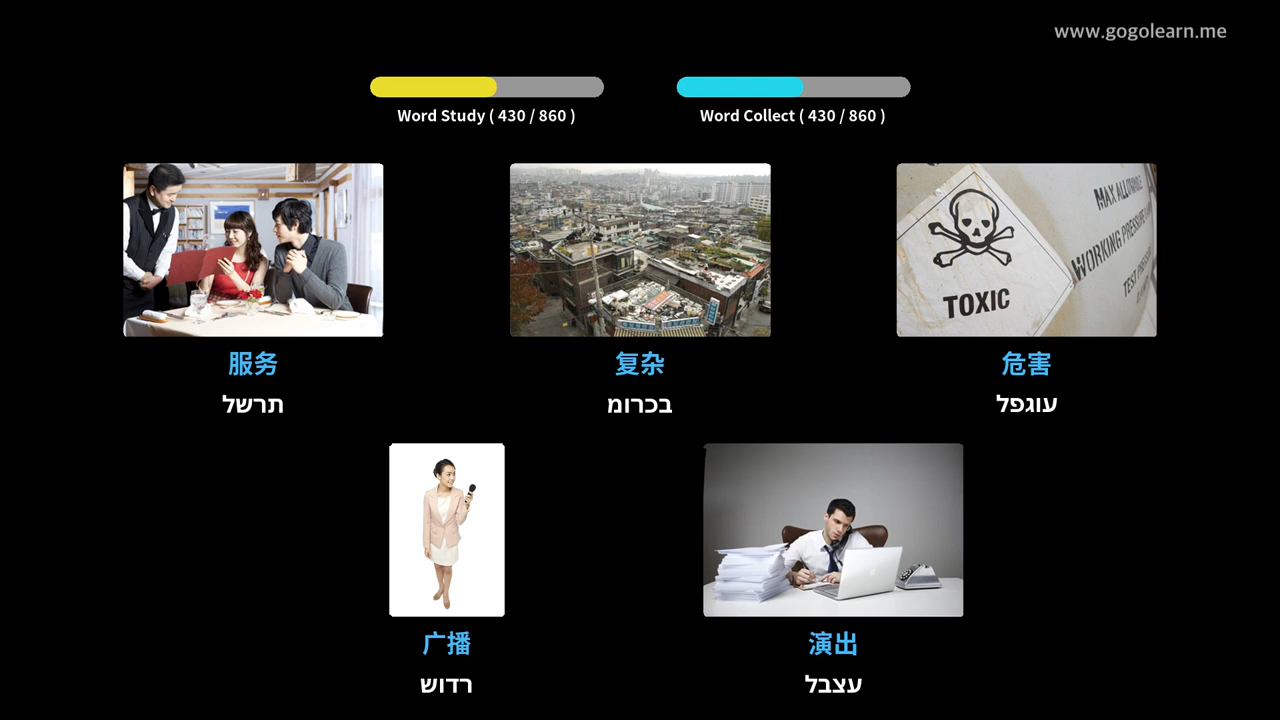 www.gogolearn.me
Word Study ( 430 / 860 )
Word Collect ( 430 / 860 )
TOXIC
MAX ALLOWABLE
WORKING PRESSURE
TEST
服务
复杂
危害
תרשל
בכרומ
עוגפל
广播
演出
רדוש
עצבל